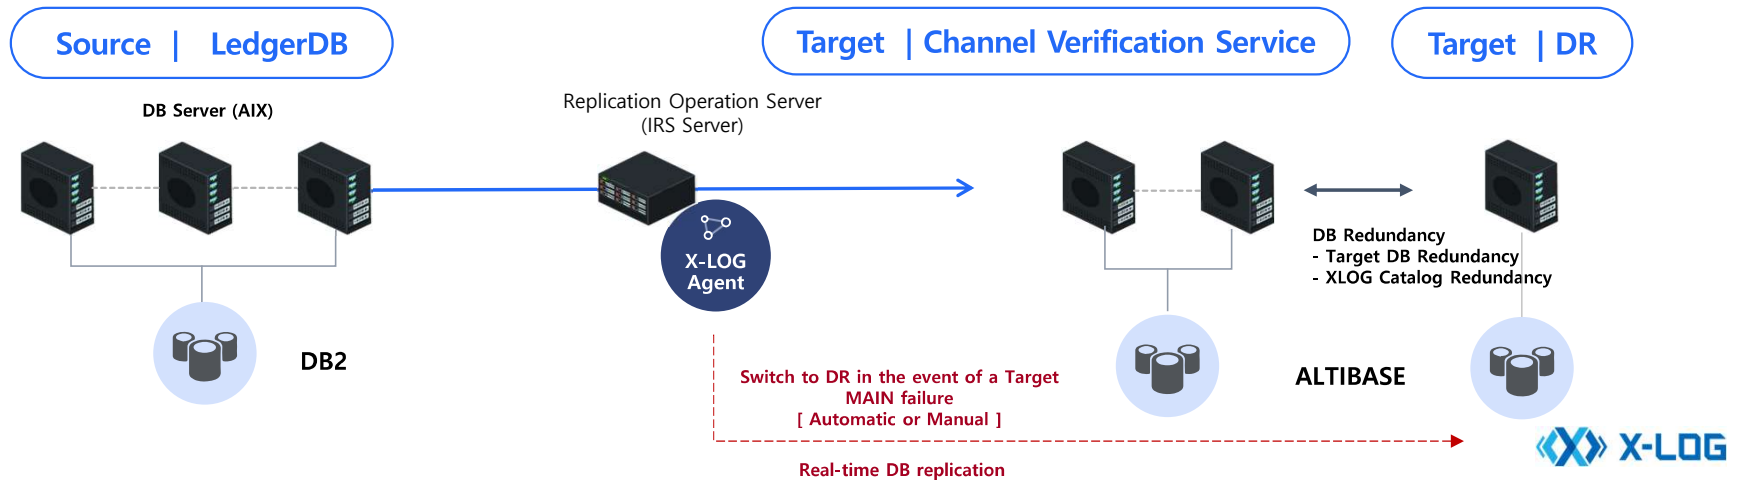 Source | LedgerDB
Target | Channel Verification Service
Target | DR
DB Server (AIX)
Replication Operation Server
(IRS Server)
X-LOG
Agent
DB Redundancy
- Target DB Redundancy
- XLOG Catalog Redundancy
DB2
Switch to DR in the event of a Target
MAIN failure
[ Automatic or Manual ]
ALTIBASE
Real-time DB replication
X-LOG